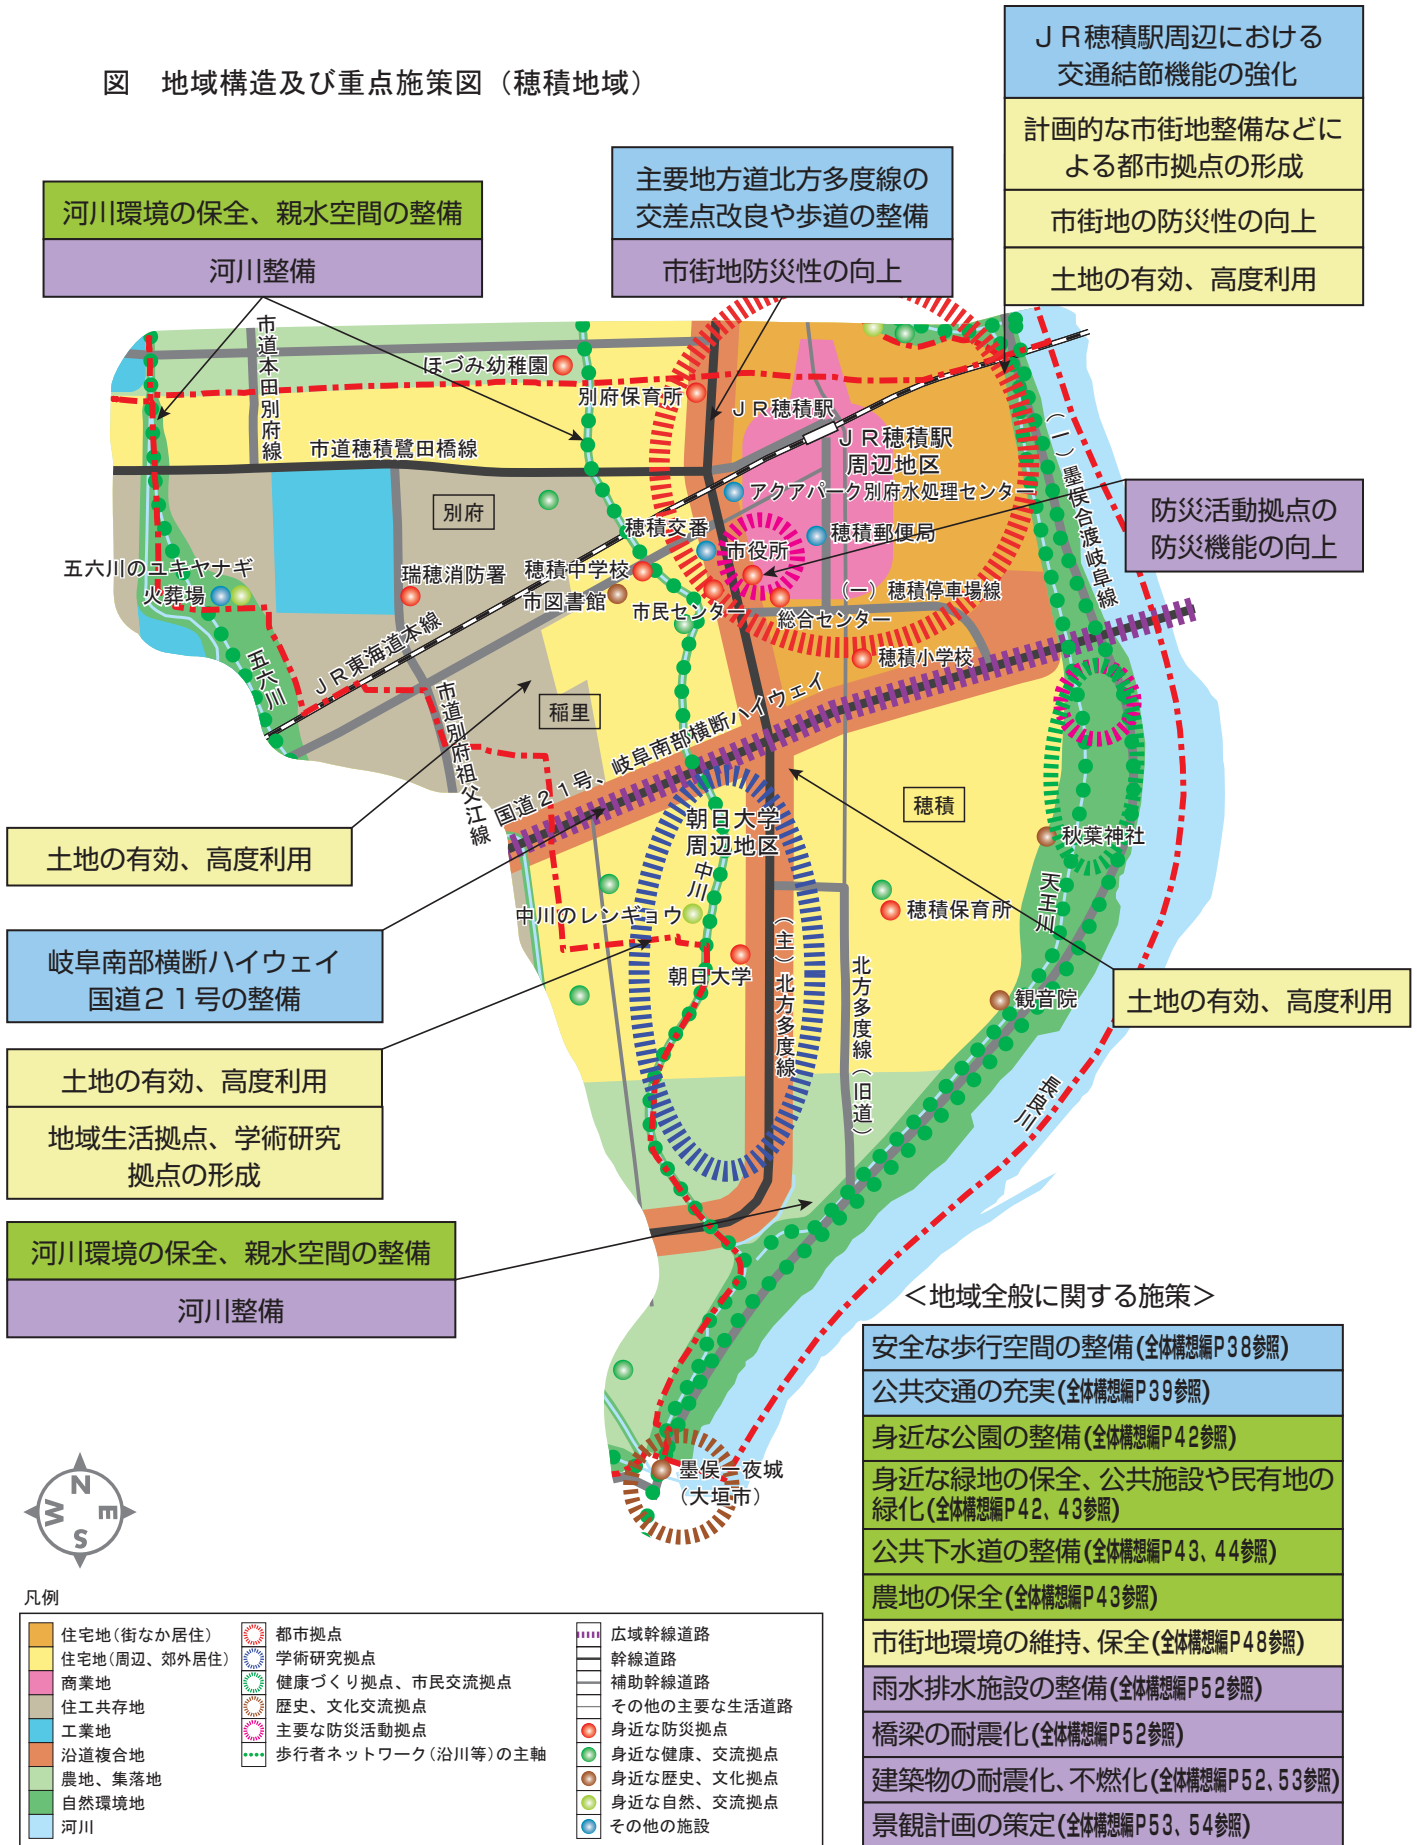 図　地域構造及び重点施策図（穂積地域）
ＪＲ穂積駅周辺における
交通結節機能の強化
計画的な市街地整備などに
よる都市拠点の形成
市街地の防災性の向上
土地の有効、高度利用
主要地方道北方多度線の
交差点改良や歩道の整備
市街地防災性の向上
河川環境の保全、親水空間の整備
河川整備
市道本田別府線
ほづみ幼稚園
別府保育所
ＪＲ穂積駅
ＪＲ穂積駅
周辺地区
市道穂積鷺田橋線
アクアパーク別府水処理センター
（一）墨俣合渡岐阜線
防災活動拠点の
防災機能の向上
別府
穂積交番
穂積郵便局
市役所
五六川のユキヤナギ
火葬場
瑞穂消防署
穂積中学校
市図書館
市民センター
（一）穂積停車場線
総合センター
穂積小学校
五六川
ＪＲ東海道本線
市道別府祖父江線
稲里
国道２１号、岐阜南部横断ハイウェイ
朝日大学
周辺地区
穂積
秋葉神社
土地の有効、高度利用
中川
天王川
中川のレンギョウ
穂積保育所
岐阜南部横断ハイウェイ
国道２１号の整備
朝日大学
（主）北方多度線
北方多度線（旧道）
観音院
土地の有効、高度利用
土地の有効、高度利用
地域生活拠点、学術研究
拠点の形成
長良川
河川環境の保全、親水空間の整備
河川整備
墨俣一夜城
（大垣市）
＜地域全般に関する施策＞
安全な歩行空間の整備(全体構想編P38参照)
公共交通の充実(全体構想編P39参照)
身近な公園の整備(全体構想編P42参照)
身近な緑地の保全、公共施設や民有地の
緑化(全体構想編P42、43参照)
公共下水道の整備(全体構想編P43、44参照)
農地の保全(全体構想編P43参照)
市街地環境の維持、保全(全体構想編P48参照)
雨水排水施設の整備(全体構想編P52参照)
橋梁の耐震化(全体構想編P52参照)
建築物の耐震化、不燃化(全体構想編P52、53参照)
景観計画の策定(全体構想編P53、54参照)
N
E
S
W
凡例
住宅地（街なか居住）
住宅地（周辺、郊外居住）
商業地
住工共存地
工業地
沿道複合地
農地、集落地
自然環境地
河川
都市拠点
学術研究拠点
健康づくり拠点、市民交流拠点
歴史、文化交流拠点
主要な防災活動拠点
歩行者ネットワーク（沿川等）の主軸
広域幹線道路
幹線道路
補助幹線道路
その他の主要な生活道路
身近な防災拠点
身近な健康、交流拠点
身近な歴史、文化拠点
身近な自然、交流拠点
その他の施設